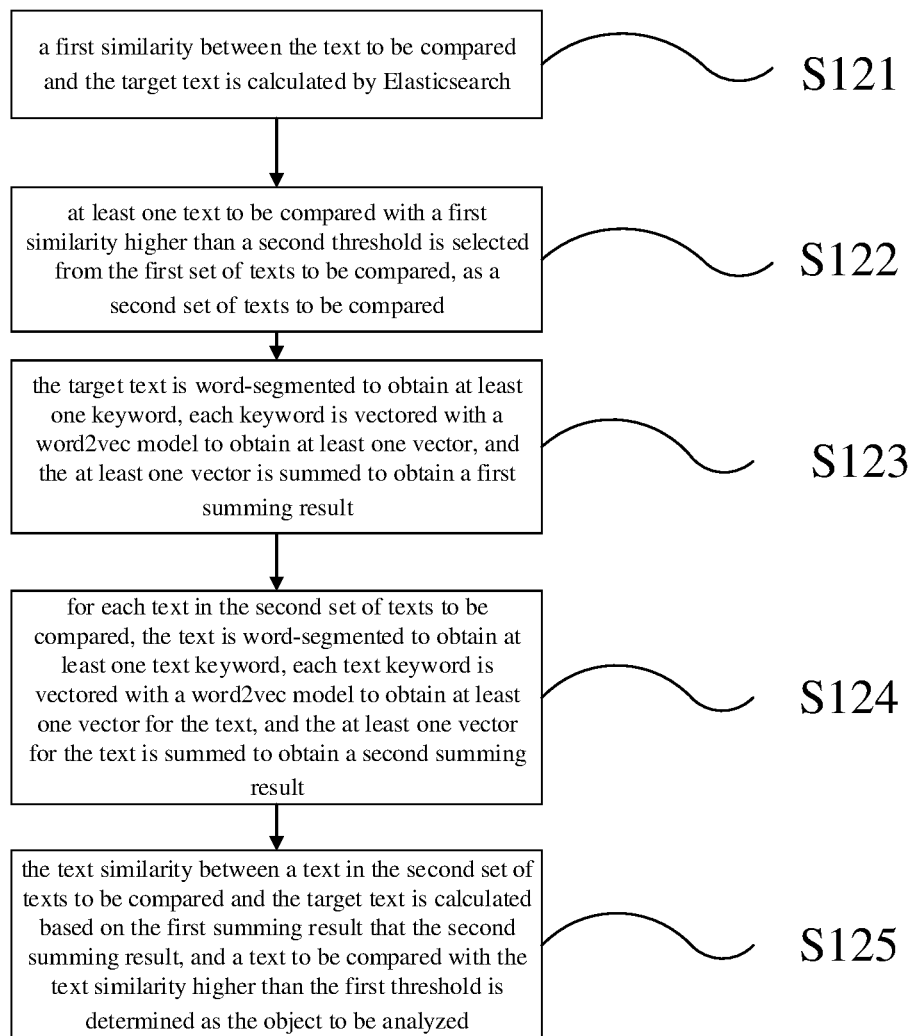 a first similarity between the text to be compared
and the target text is calculated by Elasticsearch
S121
at least one text to be compared with a first
similarity higher than a second threshold is selected
from the first set of texts to be compared, as a
second set of texts to be compared
S122
the target text is word-segmented to obtain at least
one keyword, each keyword is vectored with a
word2vec model to obtain at least one vector, and
the at least one vector is summed to obtain a first
summing result
S123
for each text in the second set of texts to be
compared, the text is word-segmented to obtain at
least one text keyword, each text keyword is
vectored with a word2vec model to obtain at least
one vector for the text, and the at least one vector
for the text is summed to obtain a second summing
result
S124
the text similarity between a text in the second set of
texts to be compared and the target text is calculated
based on the first summing result that the second
summing result, and a text to be compared with the
text similarity higher than the first threshold is
determined as the object to be analyzed
S125